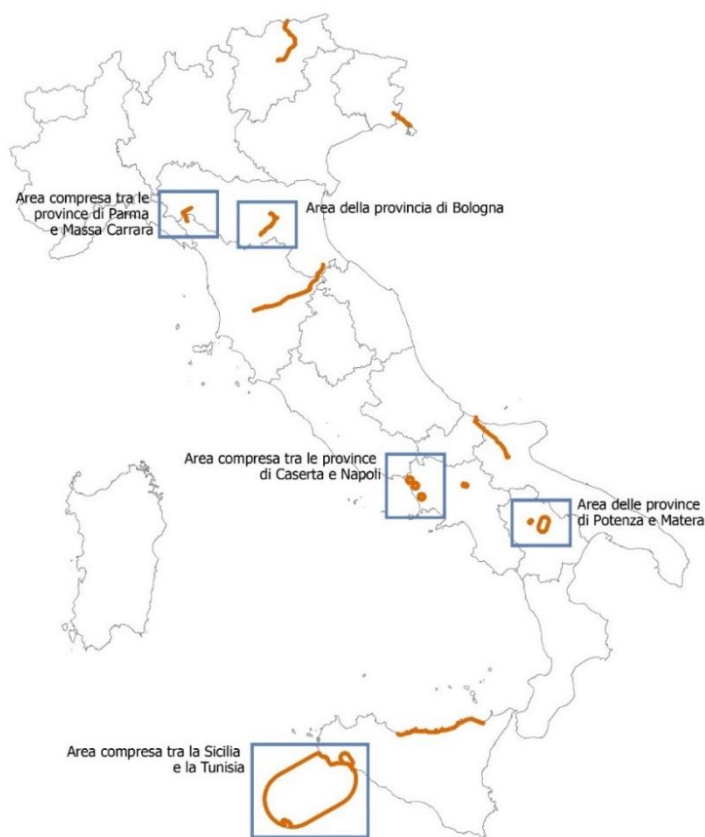 Area compresa tra le
province di Parma
e Massa Carrara
Area della provincia di Bologna
Area compresa tra le province
di Caserta e Napoli
Area delle province
di Potenza e Matera
Area compresa tra la Sicilia
e la Tunisia